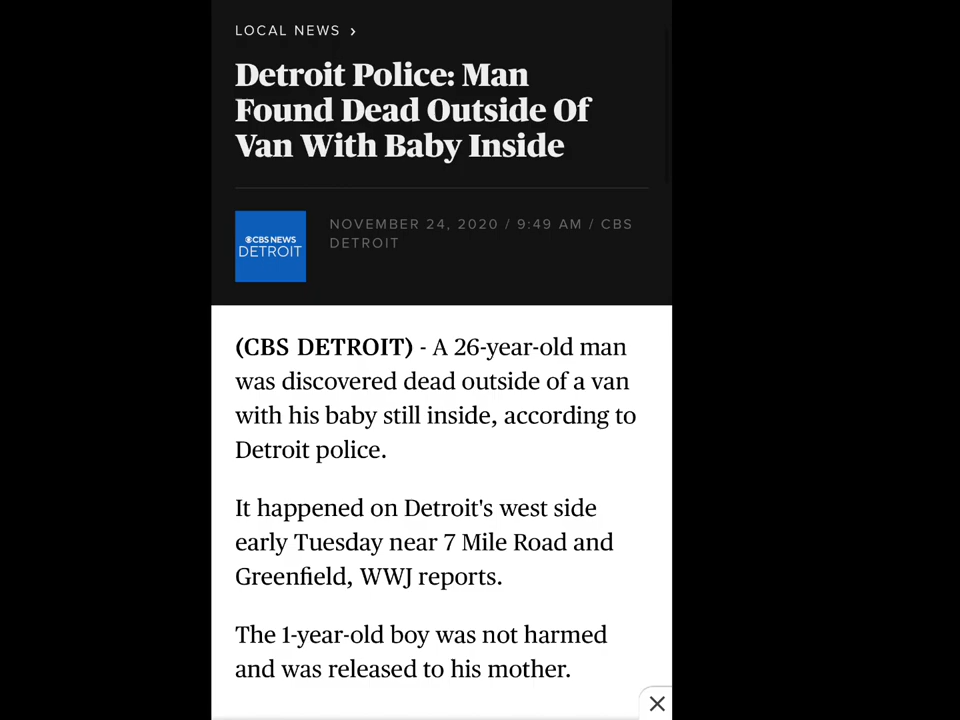 LOCAL NEWS >
Detroit Police: Man
Found Dead Outside Of
Van With Baby Inside
CBS NEWS
DETROIT
NOVEMBER 24, 2020 / 9:49 AM / CBS
DETROIT
(CBS DETROIT) - A 26-year-old man
was discovered dead outside of a van
with his baby still inside, according to
Detroit police.
It happened on Detroit's west side
early Tuesday near 7 Mile Road and
Greenfield, WWJ reports.
The 1-year-old boy was not harmed
and was released to his mother.